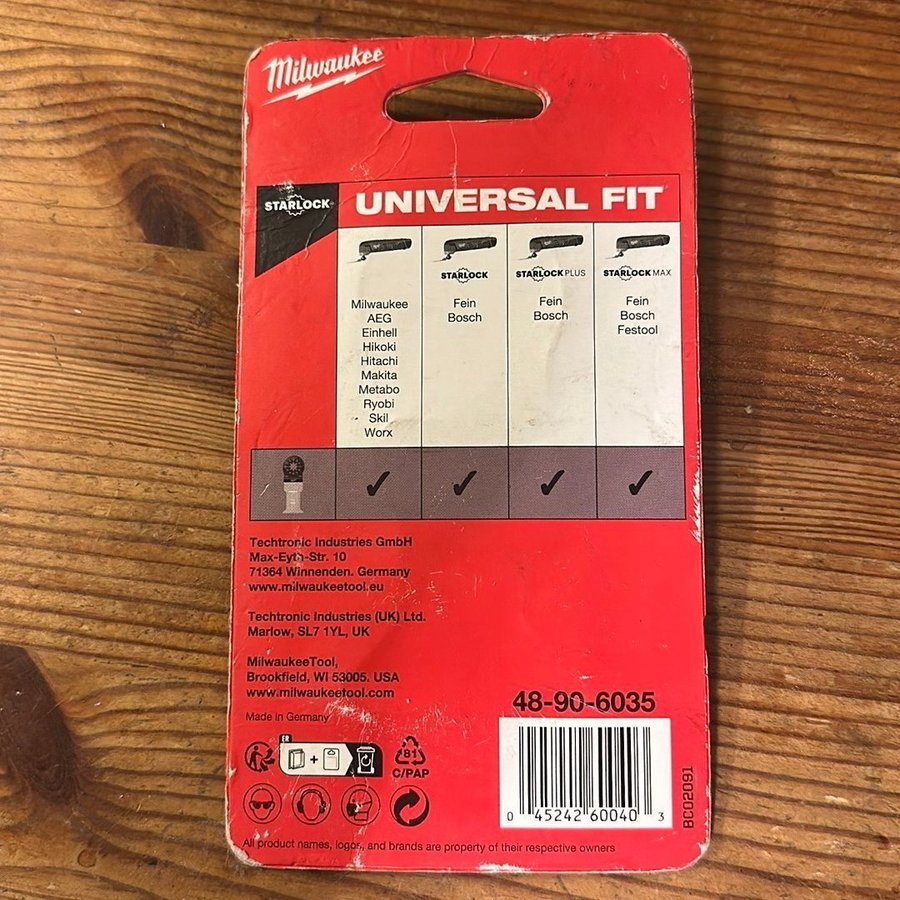 Milwaukee
STARLOCK®
UNIVERSAL FIT
STARLOCK
STARLOCK PLUS
STARLOCK MAX
Milwaukee
AEG
Einhell
Hikoki
Hitachi
Makita
Metabo
Ryobi
Skil
Worx
Fein
Bosch
Fein
Bosch
Fein
Bosch
Festool
Techtronic Industries GmbH
Max-Eyth-Str. 10
71364 Winnenden. Germany
www.milwaukeetool.eu
Techtronic Industries (UK) Ltd.
Marlow, SL7 1YL, UK
MilwaukeeTool,
Brookfield, WI 53005. USA
www.milwaukeetool.com
Made in Germany
48-90-6035
FR
+
81
C/PAP
0 45242 60040 3
BC02091
All product names, logos, and brands are property of their respective owners